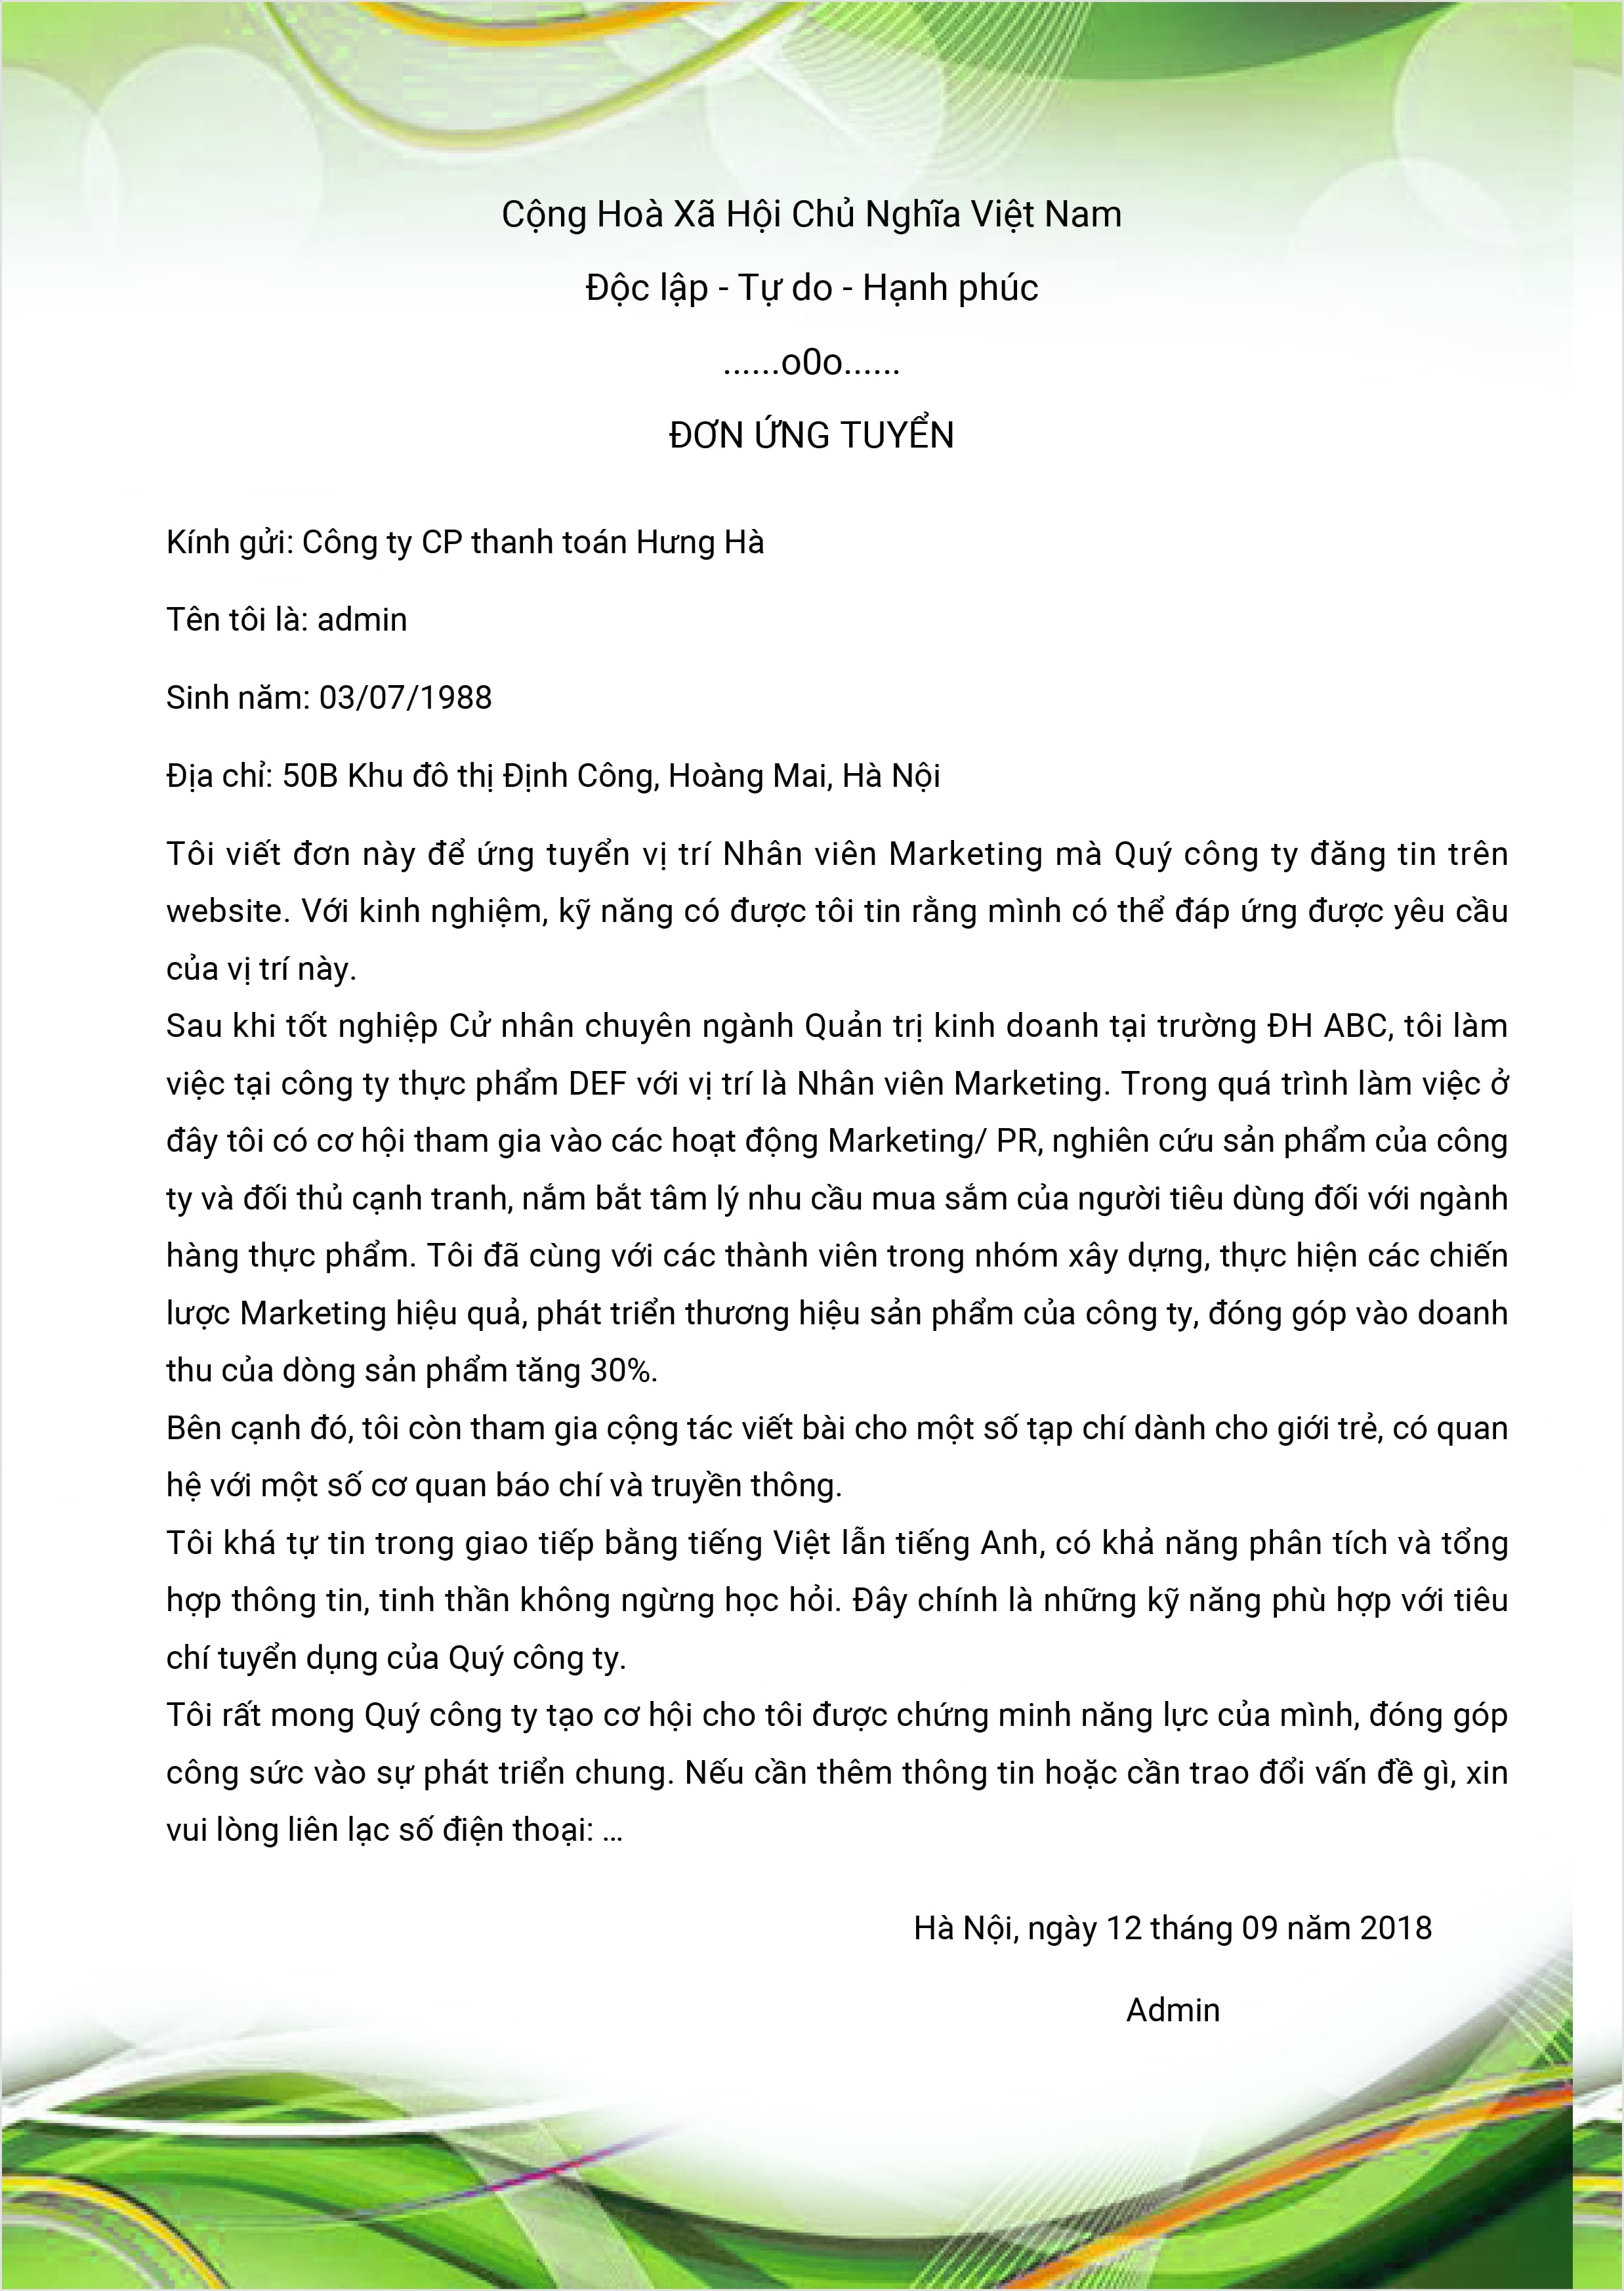 Cộng Hoà Xã Hội Chủ Nghĩa Việt Nam
Độc lập - Tự do - Hạnh phúc
......o0o......
ĐƠN ỨNG TUYỂN
Kính gửi: Công ty CP thanh toán Hưng Hà
Tên tôi là: admin
Sinh năm: 03/07/1988
Địa chỉ: 50B Khu đô thị Định Công, Hoàng Mai, Hà Nội
Tôi viết đơn này để ứng tuyển vị trí Nhân viên Marketing mà Quý công ty đăng tin trên
website. Với kinh nghiệm, kỹ năng có được tôi tin rằng mình có thể đáp ứng được yêu cầu
của vị trí này.
Sau khi tốt nghiệp Cử nhân chuyên ngành Quản trị kinh doanh tại trường ĐH ABC, tôi làm
việc tại công ty thực phẩm DEF với vị trí là Nhân viên Marketing. Trong quá trình làm việc ở
đây tôi có cơ hội tham gia vào các hoạt động Marketing/ PR, nghiên cứu sản phẩm của công
ty và đối thủ cạnh tranh, nắm bắt tâm lý nhu cầu mua sắm của người tiêu dùng đối với ngành
hàng thực phẩm. Tôi đã cùng với các thành viên trong nhóm xây dựng, thực hiện các chiến
lược Marketing hiệu quả, phát triển thương hiệu sản phẩm của công ty, đóng góp vào doanh
thu của dòng sản phẩm tăng 30%.
Bên cạnh đó, tôi còn tham gia cộng tác viết bài cho một số tạp chí dành cho giới trẻ, có quan
hệ với một số cơ quan báo chí và truyền thông.
Tôi khá tự tin trong giao tiếp bằng tiếng Việt lẫn tiếng Anh, có khả năng phân tích và tổng
hợp thông tin, tinh thần không ngừng học hỏi. Đây chính là những kỹ năng phù hợp với tiêu
chí tuyển dụng của Quý công ty.
Tôi rất mong Quý công ty tạo cơ hội cho tôi được chứng minh năng lực của mình, đóng góp
công sức vào sự phát triển chung. Nếu cần thêm thông tin hoặc cần trao đổi vấn đề gì, xin
vui lòng liên lạc số điện thoại: ...
Hà Nội, ngày 12 tháng 09 năm 2018
Admin